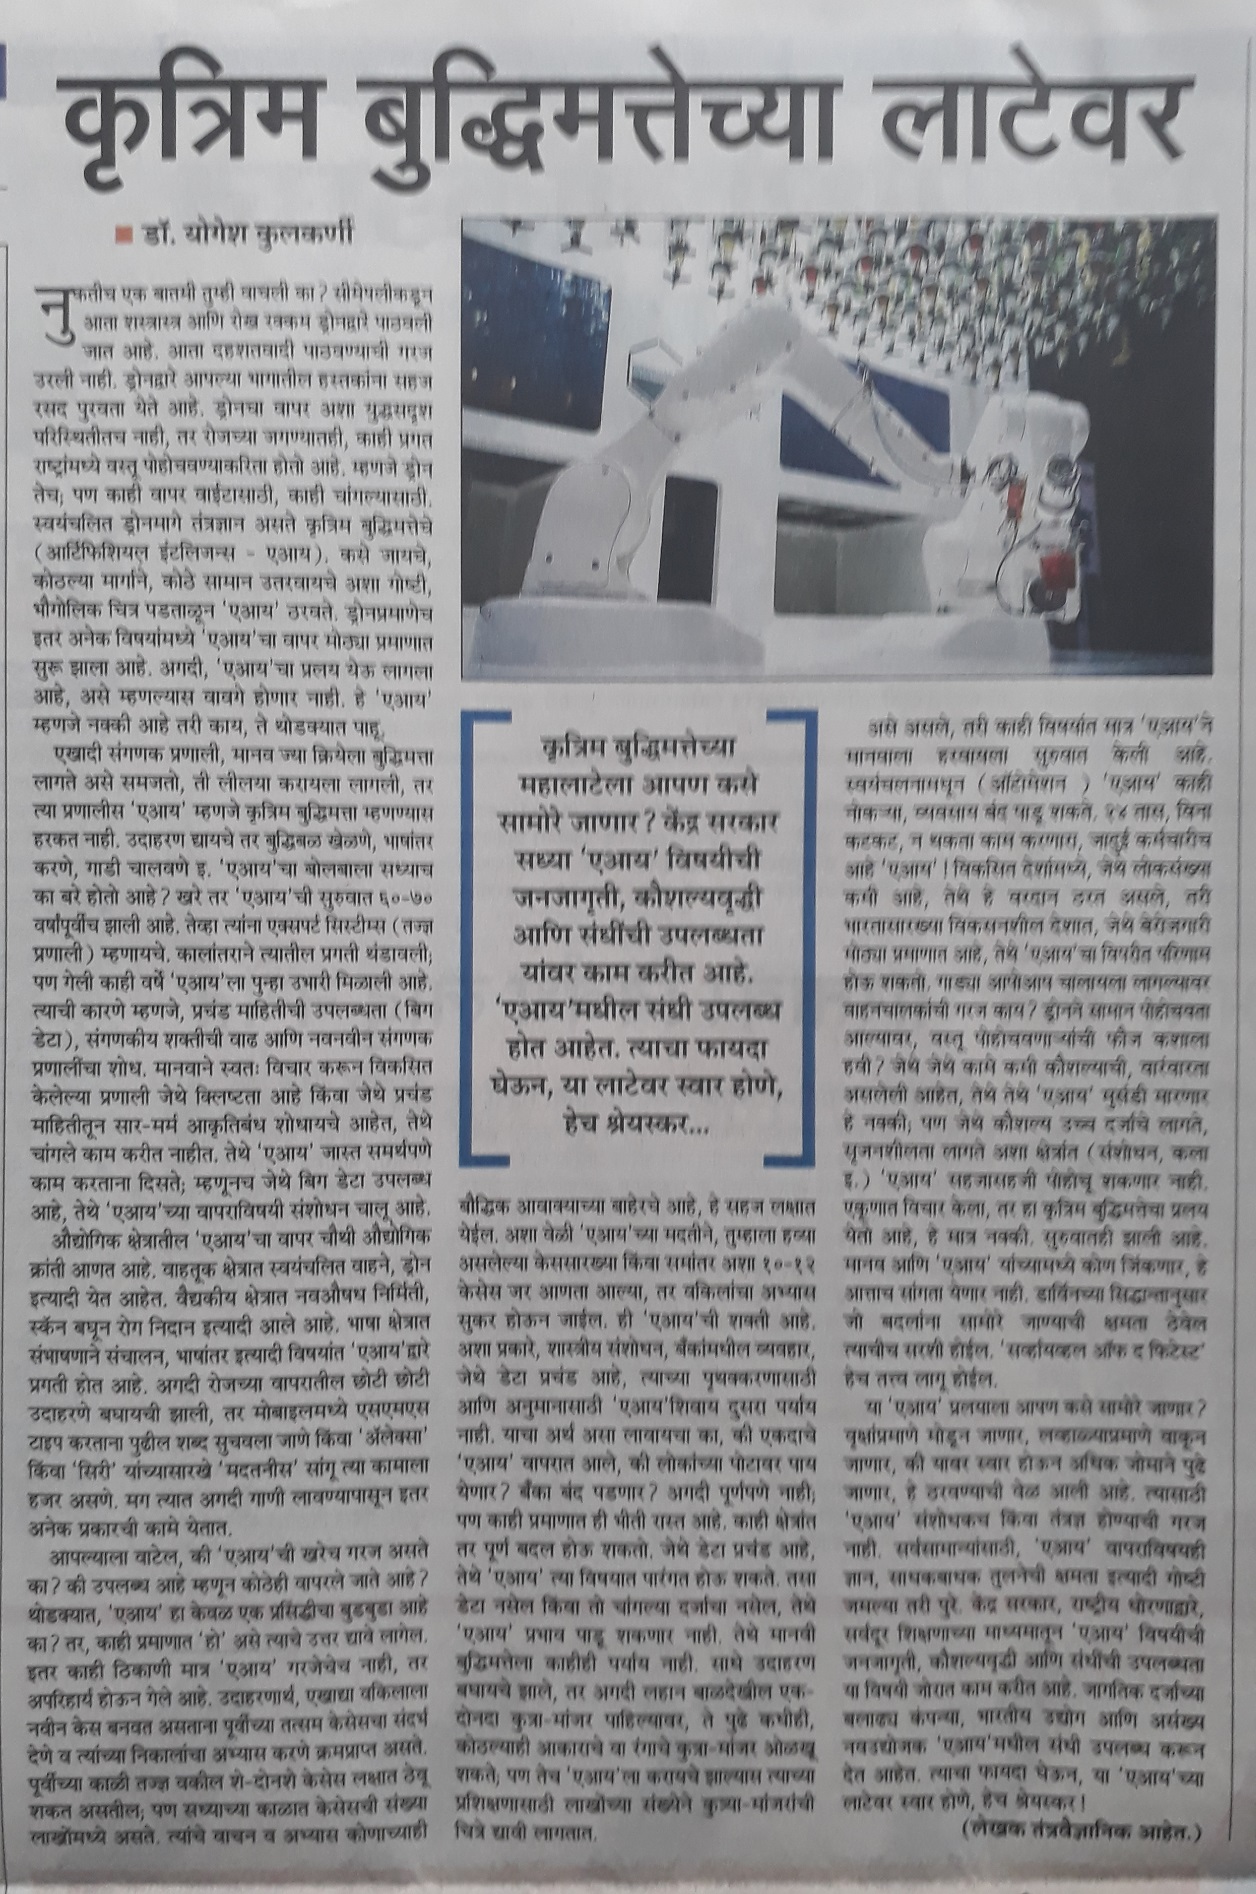 कृत्रिम बुद्धिमत्तेच्या लाटेवर
डॉ. योगेश कुलकर्णी
नुकतीच एक बातमी तुम्ही वाचली का? सीमेपलीकडून
आता शस्त्रास्त्र आणि रोख रक्कम ड्रोनद्वारे पाठवली
जात आहे. आता दहशतवादी पाठवण्याची गरज
उरली नाही. ड्रोनद्वारे आपल्या भागातील हस्तकांना सहज
रसद पुरवता येते आहे. ड्रोनचा वापर अशा युद्धसदृश
परिस्थितीतच नाही, तर रोजच्या जगण्यातही, काही प्रगत
राष्ट्रांमध्ये वस्तू पोहोचवण्याकरिता होतो आहे. म्हणजे ड्रोन
तेच; पण काही वापर वाईटासाठी, काही चांगल्यासाठी.
स्वयंचलित ड्रोनमागे तंत्रज्ञान असते कृत्रिम बुद्धिमत्तेचे
(आर्टिफिशियल इंटलिजन्स - एआय). कसे जायचे,
कोठल्या मार्गाने, कोठे सामान उतरवायचे अशा गोष्टी,
भौगोलिक चित्र पडताळून 'एआय' ठरवते. ड्रोनप्रमाणेच
इतर अनेक विषयांमध्ये 'एआय'चा वापर मोठ्या प्रमाणात
सुरू झाला आहे. अगदी, 'एआय'चा प्रलय येऊ लागला
आहे, असे म्हणल्यास वावगे होणार नाही. हे 'एआय'
म्हणजे नक्की आहे तरी काय, ते थोडक्यात पाहू.
एखादी संगणक प्रणाली, मानव ज्या क्रियेला बुद्धिमत्ता
लागते असे समजतो, ती लीलया करायला लागली, तर
त्या प्रणालीस 'एआय' म्हणजे कृत्रिम बुद्धिमत्ता म्हणण्यास
हरकत नाही. उदाहरण द्यायचे तर बुद्धिबळ खेळणे, भाषांतर
करणे, गाडी चालवणे इ. 'एआय'चा बोलबाला सध्याच
का बरे होतो आहे? खरे तर 'एआय'ची सुरुवात ६०-७०
वर्षांपूर्वीच झाली आहे. तेव्हा त्यांना एक्सपर्ट सिस्टीम्स (तज्ज्ञ
प्रणाली) म्हणायचे. कालांतराने त्यातील प्रगती थंडावली;
पण गेली काही वर्षे 'एआय'ला पुन्हा उभारी मिळाली आहे.
त्याची कारणे म्हणजे, प्रचंड माहितीची उपलब्धता (बिग
डेटा), संगणकीय शक्तीची वाढ आणि नवनवीन संगणक
प्रणालींचा शोध. मानवाने स्वतः विचार करून विकसित
केलेल्या प्रणाली जेथे क्लिष्टता आहे किंवा जेथे प्रचंड
माहितीतून सार-मर्म आकृतिबंध शोधायचे आहेत, तेथे
चांगले काम करीत नाहीत. तेथे 'एआय' जास्त समर्थपणे
काम करताना दिसते; म्हणूनच जेथे बिग डेटा उपलब्ध
आहे, तेथे 'एआय'च्या वापराविषयी संशोधन चालू आहे.
औद्योगिक क्षेत्रातील 'एआय'चा वापर चौथी औद्योगिक
क्रांती आणत आहे. वाहतूक क्षेत्रात स्वयंचलित वाहने, ड्रोन
इत्यादी येत आहेत. वैद्यकीय क्षेत्रात नवऔषध निर्मिती,
स्कॅन बघून रोग निदान इत्यादी आले आहे. भाषा क्षेत्रात
संभाषणाने संचालन, भाषांतर इत्यादी विषयांत 'एआय'द्वारे
प्रगती होत आहे. अगदी रोजच्या वापरातील छोटी छोटी
उदाहरणे बघायची झाली, तर मोबाइलमध्ये एसएमएस
टाइप करताना पुढील शब्द सुचवला जाणे किंवा 'अ‍ॅलेक्सा'
किंवा 'सिरी' यांच्यासारखे 'मदतनीस' सांगू त्या कामाला
हजर असणे. मग त्यात अगदी गाणी लावण्यापासून इतर
अनेक प्रकारची कामे येतात.
आपल्याला वाटेल, की 'एआय'ची खरेच गरज असते
का? की उपलब्ध आहे म्हणून कोठेही वापरले जाते आहे?
थोडक्यात, 'एआय' हा केवळ एक प्रसिद्धीचा बुडबुडा आहे
का? तर, काही प्रमाणात 'हो' असे त्याचे उत्तर द्यावे लागेल.
इतर काही ठिकाणी मात्र 'एआय' गरजेचेच नाही, तर
अपरिहार्य होऊन गेले आहे. उदाहरणार्थ, एखाद्या वकिलाला
नवीन केस बनवत असताना पूर्वीच्या तत्सम केसेसचा संदर्भ
देणे व त्यांच्या निकालांचा अभ्यास करणे क्रमप्राप्त असते.
पूर्वीच्या काळी तज्ज्ञ वकील शे-दोनशे केसेस लक्षात ठेवू
शकत असतील; पण सध्याच्या काळात केसेसची संख्या
लाखोंमध्ये असते. त्यांचे वाचन व अभ्यास कोणाच्याही
कृत्रिम बुद्धिमत्तेच्या
महालाटेला आपण कसे
सामोरे जाणार? केंद्र सरकार
सध्या 'एआय' विषयीची
जनजागृती, कौशल्यवृद्धी
आणि संधींची उपलब्धता
यांवर काम करीत आहे.
'एआय'मधील संधी उपलब्ध
होत आहेत. त्याचा फायदा
घेऊन, या लाटेवर स्वार होणे,
हेच श्रेयस्कर...
बौद्धिक आवाक्याच्या बाहेरचे आहे, हे सहज लक्षात
येईल. अशा वेळी 'एआय'च्या मदतीने, तुम्हाला हव्या
असलेल्या केससारख्या किंवा समांतर अशा १०-१२
केसेस जर आणता आल्या, तर वकिलांचा अभ्यास
सुकर होऊन जाईल. ही 'एआय'ची शक्ती आहे.
अशा प्रकारे, शास्त्रीय संशोधन, बँकांमधील व्यवहार,
जेथे डेटा प्रचंड आहे, त्याच्या पृथक्करणासाठी
आणि अनुमानासाठी 'एआय'शिवाय दुसरा पर्याय
नाही. याचा अर्थ असा लावायचा का, की एकदाचे
'एआय' वापरात आले, की लोकांच्या पोटावर पाय
येणार? बँका बंद पडणार? अगदी पूर्णपणे नाही;
पण काही प्रमाणात ही भीती रास्त आहे. काही क्षेत्रांत
तर पूर्ण बदल होऊ शकतो. जेथे डेटा प्रचंड आहे,
तेथे 'एआय' त्या विषयात पारंगत होऊ शकते. तसा
डेटा नसेल किंवा तो चांगल्या दर्जाचा नसेल, तेथे
'एआय' प्रभाव पाडू शकणार नाही. तेथे मानवी
बुद्धिमत्तेला काहीही पर्याय नाही. साधे उदाहरण
बघायचे झाले, तर अगदी लहान बाळदेखील एक-
दोनदा कुत्रा-मांजर पाहिल्यावर, ते पुढे कधीही,
कोठल्याही आकाराचे वा रंगाचे कुत्रा-मांजर ओळखू
शकते; पण तेच 'एआय'ला करायचे झाल्यास त्याच्या
प्रशिक्षणासाठी लाखोंच्या संख्येने कुत्र्या-मांजरांची
चित्रे द्यावी लागतात.
असे असले, तरी काही विषयांत मात्र 'एआय'ने
मानवाला हरवायला सुरुवात केली आहे.
स्वयंचलनामधून (ऑटोमेशन) 'एआय' काही
नोकऱ्या, व्यवसाय बंद पाडू शकते. २४ तास, विना
कटकट, न थकता काम करणारा, जादुई कर्मचारीच
आहे 'एआय'! विकसित देशांमध्ये, जेथे लोकसंख्या
कमी आहे, तेथे हे वरदान ठरत असले, तरी
भारतासारख्या विकसनशील देशात, जेथे बेरोजगारी
मोठ्या प्रमाणात आहे, तेथे 'एआय'चा विपरीत परिणाम
होऊ शकतो. गाड्या आपोआप चालायला लागल्यावर
वाहनचालकांची गरज काय? ड्रोनने सामान पोहोचवता
आल्यावर, वस्तू पोहोचवणाऱ्यांची फौज कशाला
हवी? जेथे जेथे कामे कमी कौशल्याची, वारंवारता
असलेली आहेत, तेथे तेथे 'एआय' मुसंडी मारणार
हे नक्की; पण जेथे कौशल्य उच्च दर्जाचे लागते,
सृजनशीलता लागते अशा क्षेत्रांत (संशोधन, कला
इ.) 'एआय' सहजासहजी पोहोचू शकणार नाही.
एकूणात विचार केला, तर हा कृत्रिम बुद्धिमत्तेचा प्रलय
येतो आहे, हे मात्र नक्की. सुरुवातही झाली आहे.
मानव आणि 'एआय' यांच्यामध्ये कोण जिंकणार, हे
आत्ताच सांगता येणार नाही. डार्विनच्या सिद्धान्तानुसार
जो बदलांना सामोरे जाण्याची क्षमता ठेवेल
त्याचीच सरशी होईल. 'सर्व्हायव्हल ऑफ द फिटेस्ट'
हेच तत्त्व लागू होईल.
या 'एआय' प्रलयाला आपण कसे सामोरे जाणार?
वृक्षांप्रमाणे मोडून जाणार, लव्हाळ्याप्रमाणे वाकून
जाणार, की यावर स्वार होऊन अधिक जोमाने पुढे
जाणार, हे ठरवण्याची वेळ आली आहे. त्यासाठी
'एआय' संशोधकच किंवा तंत्रज्ञ होण्याची गरज
नाही. सर्वसामान्यांसाठी, 'एआय' वापराविषयही
ज्ञान, साधकबाधक तुलनेची क्षमता इत्यादी गोष्टी
जमल्या तरी पुरे. केंद्र सरकार, राष्ट्रीय धोरणाद्वारे,
सर्वदूर शिक्षणाच्या माध्यमातून 'एआय' विषयीची
जनजागृती, कौशल्यवृद्धी आणि संधींची उपलब्धता
या विषयी जोरात काम करीत आहे. जागतिक दर्जाच्या
बलाढ्य कंपन्या, भारतीय उद्योग आणि असंख्य
नवउद्योजक 'एआय'मधील संधी उपलब्ध करून
देत आहेत. त्याचा फायदा घेऊन, या 'एआय'च्या
लाटेवर स्वार होणे, हेच श्रेयस्कर!
(लेखक तंत्रवैज्ञानिक आहेत.)